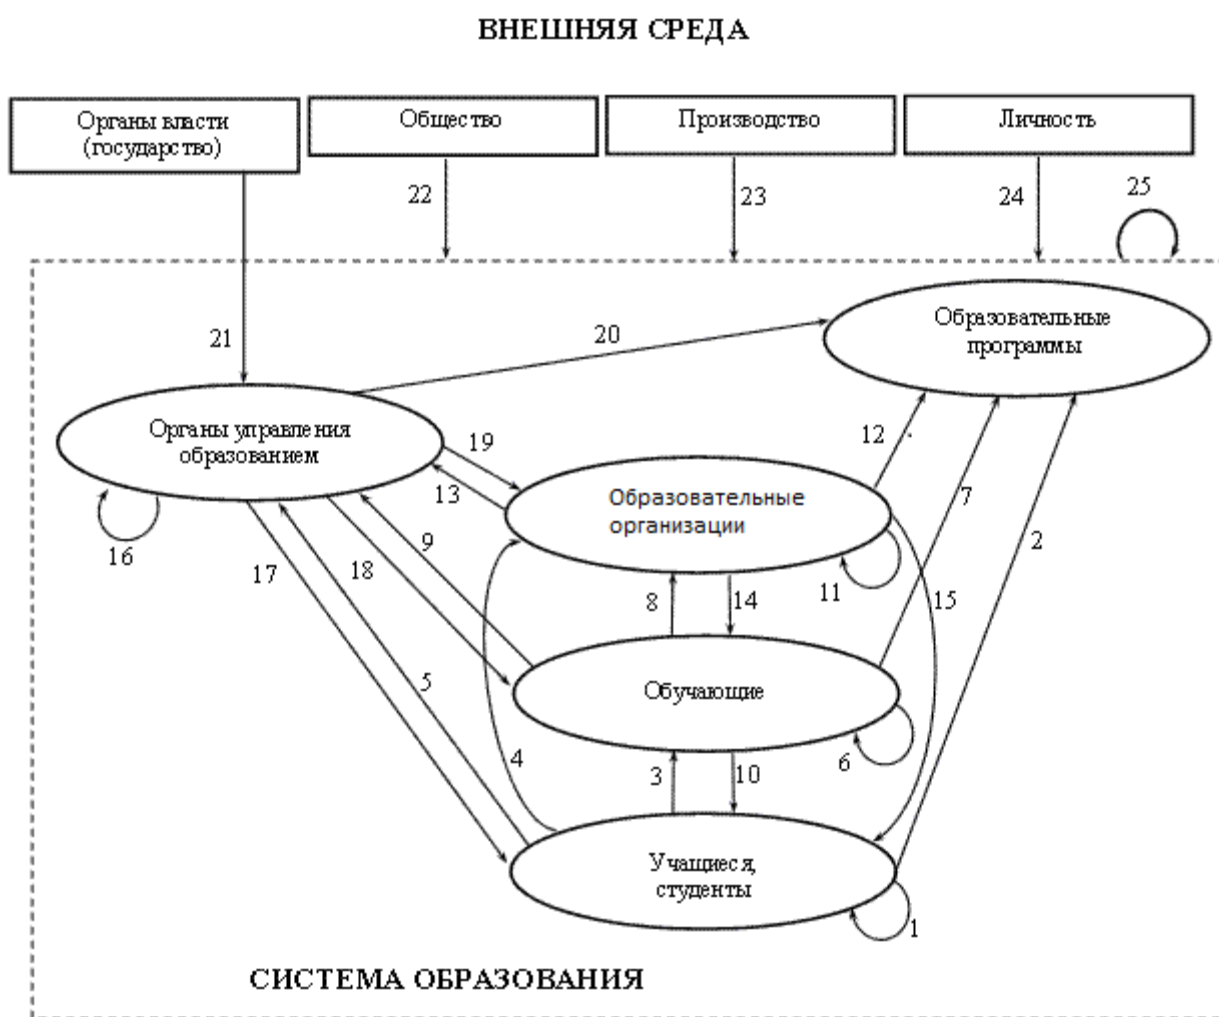 ВНЕШНЯЯ СРЕДА
Органы власти
(государство)
Общество
Производство
Личность
22
23
24
25
21
20
Образовательные
программы
Органы управления
образованием
19
12
13
Образовательные
организации
7
16
9
2
17
18
11
8
14
15
5
Обучающие
4
3
10
6
Учащиеся,
студенты
1
СИСТЕМА ОБРАЗОВАНИЯ